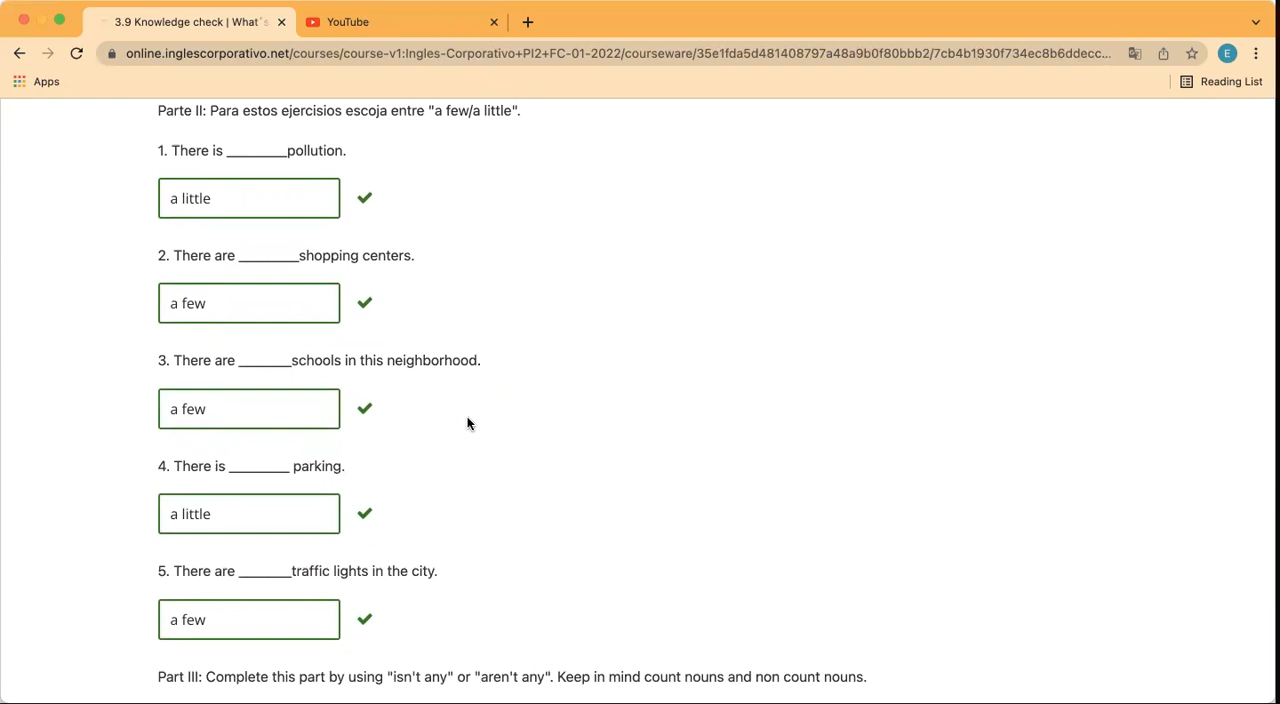 3.9 Knowledge check | What's
YouTube
online.inglescorporativo.net/courses/course-v1:Ingles-Corporativo+PI2+FC-01-2022/courseware/35e1fda5d481408797a48a9b0f80bbb2/7cb4b1930f734ec8b6ddecc...
E
Apps
Reading List
Parte II: Para estos ejercisios escoja entre "a few/a little".
1. There is ________pollution.
a little
2. There are ________shopping centers.
a few
3. There are _______schools in this neighborhood.
a few
4. There is ________ parking.
a little
5. There are _______traffic lights in the city.
a few
Part III: Complete this part by using "isn't any" or "aren't any". Keep in mind count nouns and non count nouns.